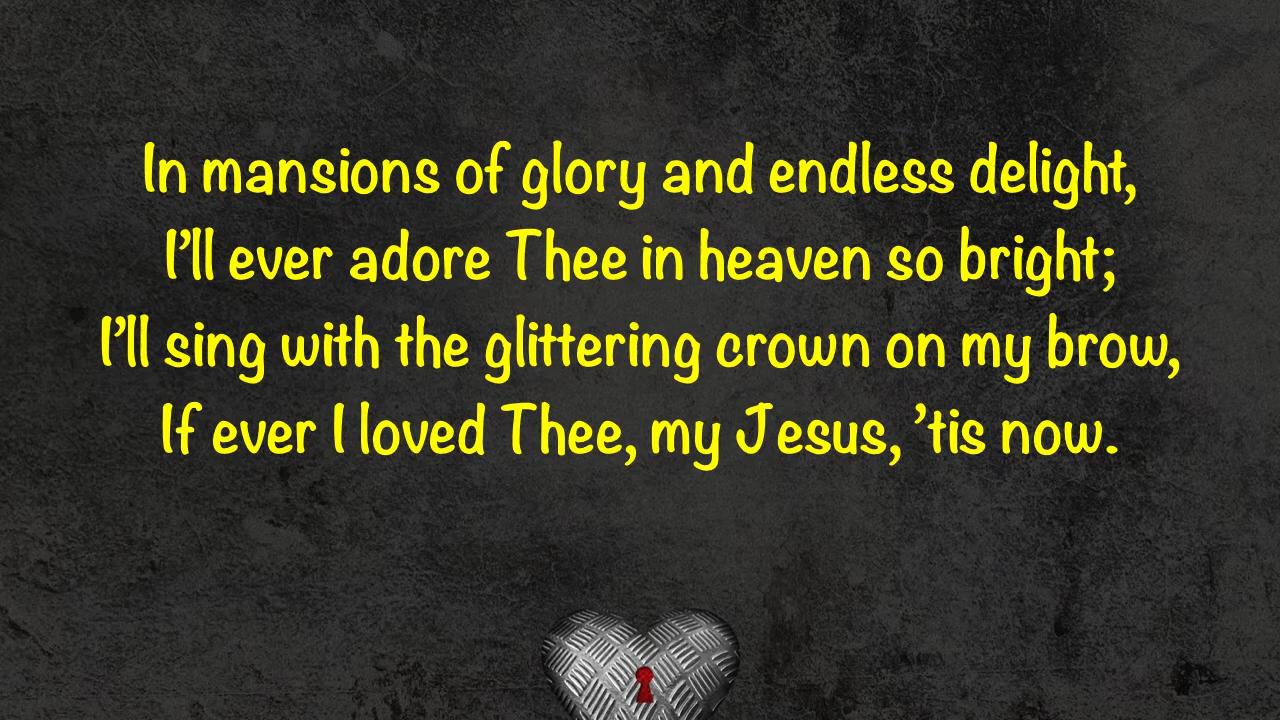 In mansions of glory and endless delight,
I’ll ever adore Thee in heaven so bright;
I’ll sing with the glittering crown on my brow,
If ever I loved Thee, my Jesus, ’tis now.